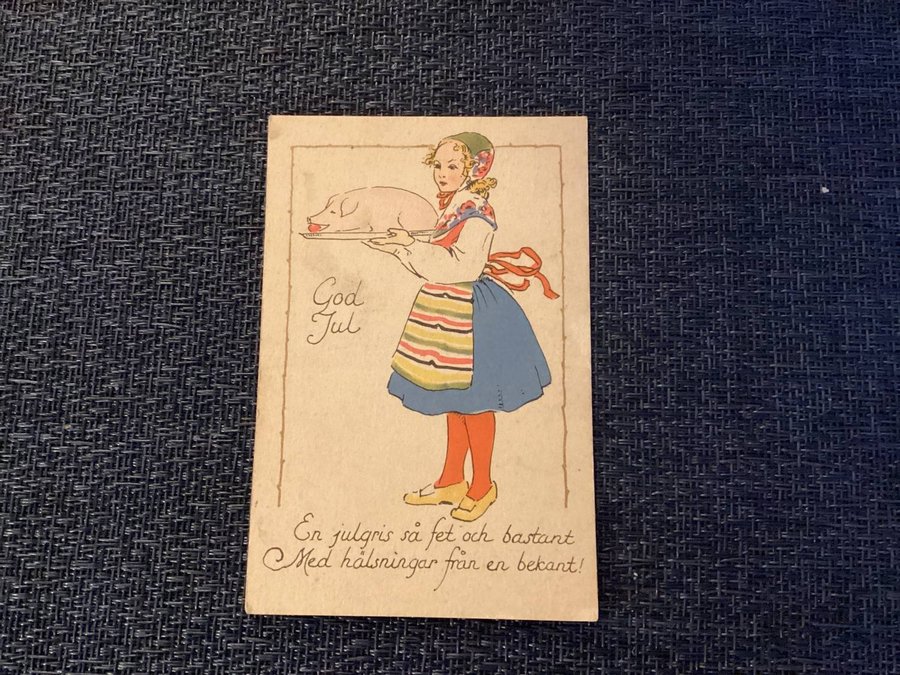 God
Jul
En julgris så fet och bastant
Med hälsningar från en bekant!